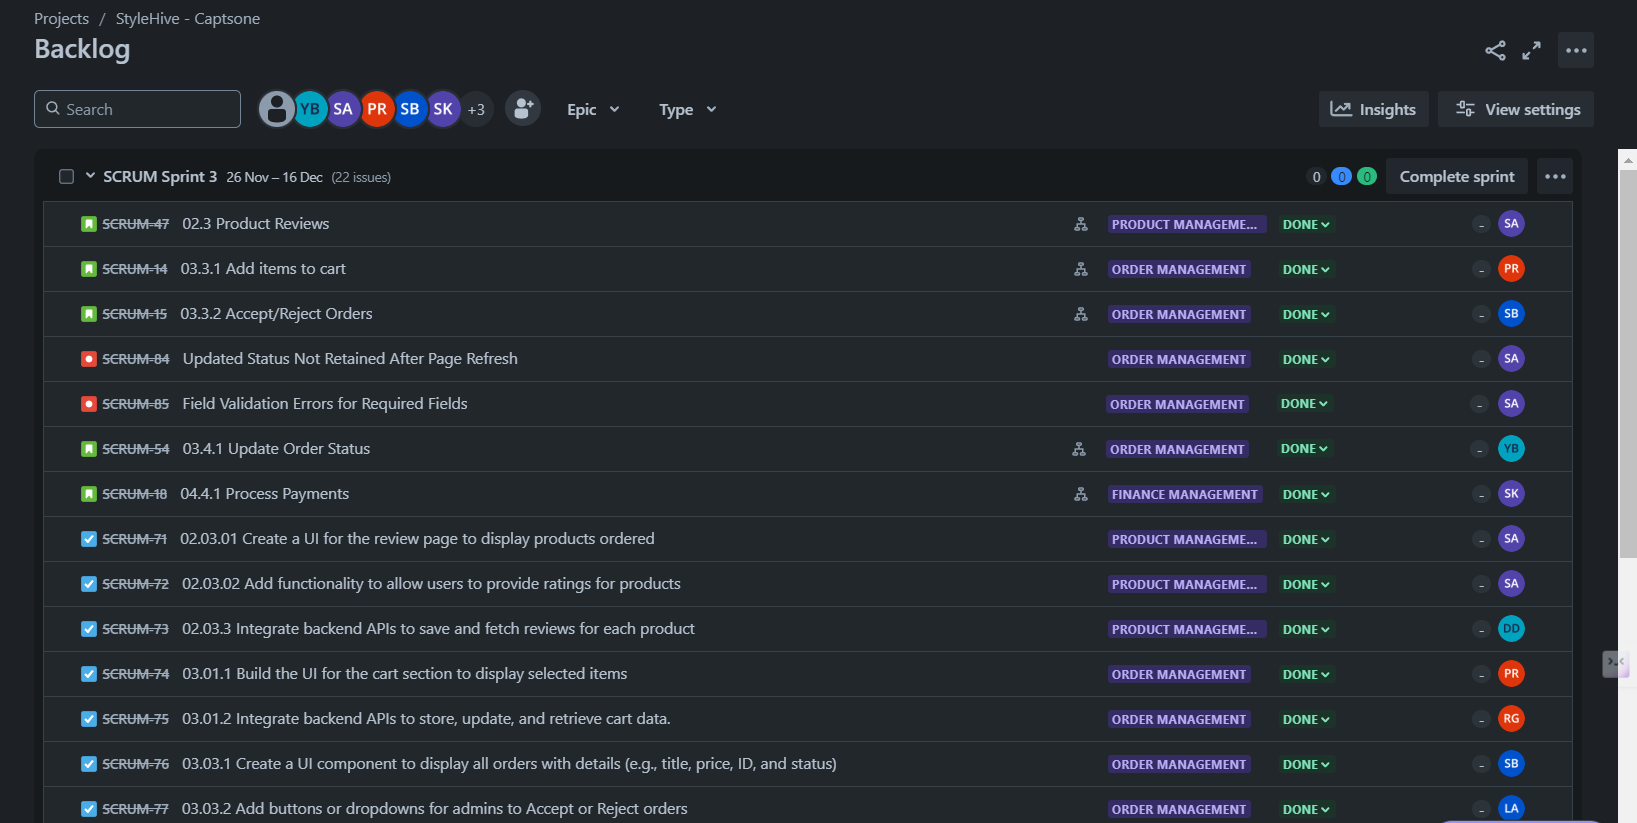 Projects / StyleHive - Captsone
Backlog
Search YB SA PR SB SK +3 Epic Type Insights View settings
SCRUM Sprint 3 26 Nov – 16 Dec (22 issues) 0 0 0 Complete sprint
SCRUM-47 02.3 Product Reviews PRODUCT MANAGEME... DONE - SA
SCRUM-14 03.3.1 Add items to cart ORDER MANAGEMENT DONE - PR
SCRUM-15 03.3.2 Accept/Reject Orders ORDER MANAGEMENT DONE - SB
SCRUM-84 Updated Status Not Retained After Page Refresh ORDER MANAGEMENT DONE - SA
SCRUM-85 Field Validation Errors for Required Fields ORDER MANAGEMENT DONE - SA
SCRUM-54 03.4.1 Update Order Status ORDER MANAGEMENT DONE - YB
SCRUM-18 04.4.1 Process Payments FINANCE MANAGEMENT DONE - SK
SCRUM-71 02.03.01 Create a UI for the review page to display products ordered PRODUCT MANAGEME... DONE - SA
SCRUM-72 02.03.02 Add functionality to allow users to provide ratings for products PRODUCT MANAGEME... DONE - SA
SCRUM-73 02.03.3 Integrate backend APIs to save and fetch reviews for each product PRODUCT MANAGEME... DONE - DD
SCRUM-74 03.01.1 Build the UI for the cart section to display selected items ORDER MANAGEMENT DONE - PR
SCRUM-75 03.01.2 Integrate backend APIs to store, update, and retrieve cart data. ORDER MANAGEMENT DONE - RG
SCRUM-76 03.03.1 Create a UI component to display all orders with details (e.g., title, price, ID, and status) ORDER MANAGEMENT DONE - SB
SCRUM-77 03.03.2 Add buttons or dropdowns for admins to Accept or Reject orders ORDER MANAGEMENT DONE - LA